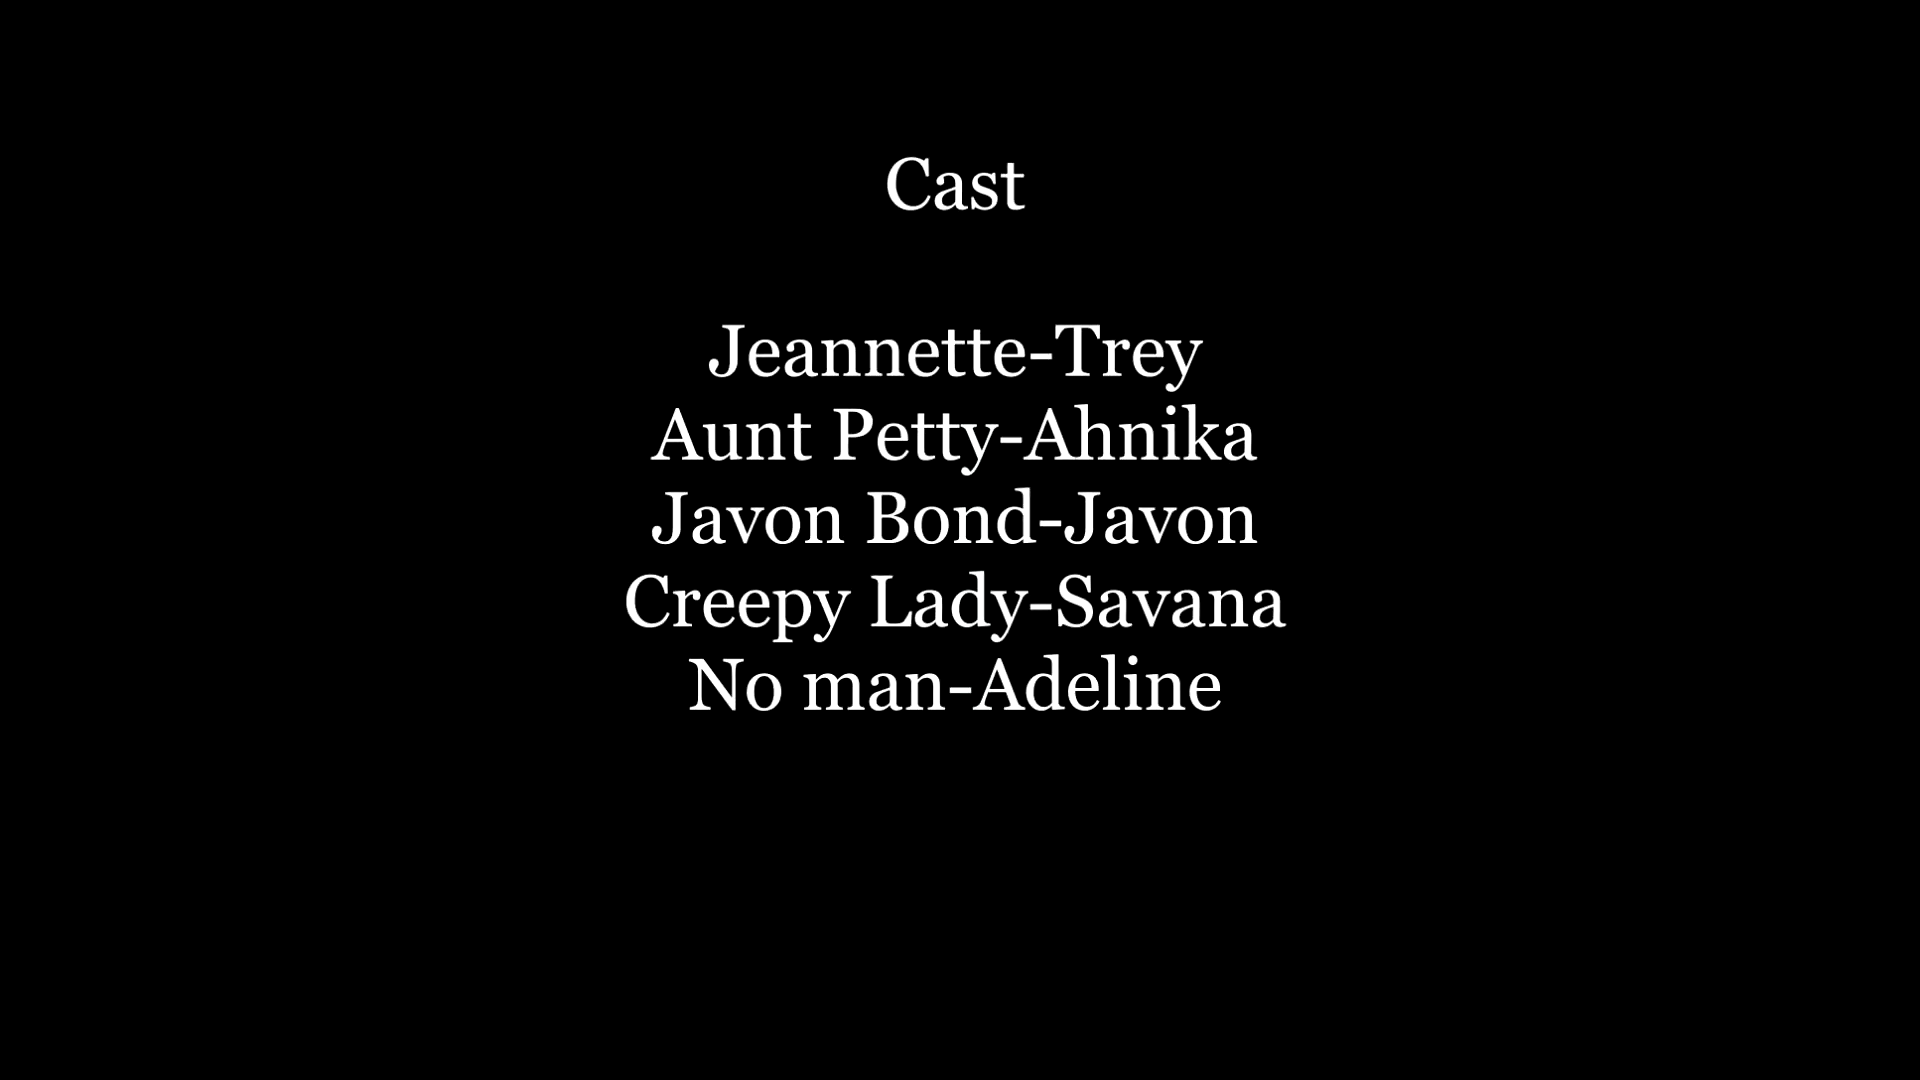 Cast
Jeannette-Trey
Aunt Petty-Ahnika
Javon Bond-Javon
Creepy Lady-Savana
No man-Adeline